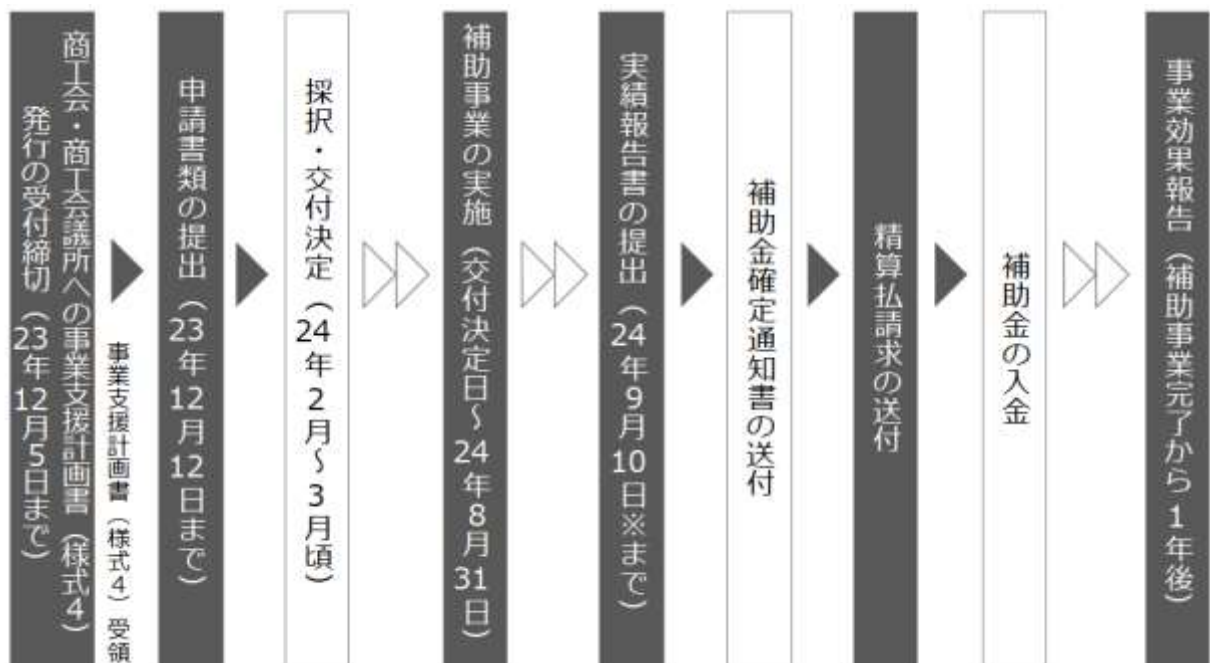 商工会・商工会議所への事業支援計画書（様式4）
発行の受付締切（23年12月5日まで）
事業支援計画書（様式4）受領
申請書類の提出（23年12月12日まで）
採択・交付決定（24年2月～3月頃）
補助事業の実施（交付決定日～24年8月31日）
実績報告書の提出（24年9月10日※まで）
補助金確定通知書の送付
精算払請求の送付
補助金の入金
事業効果報告（補助事業完了から1年後）